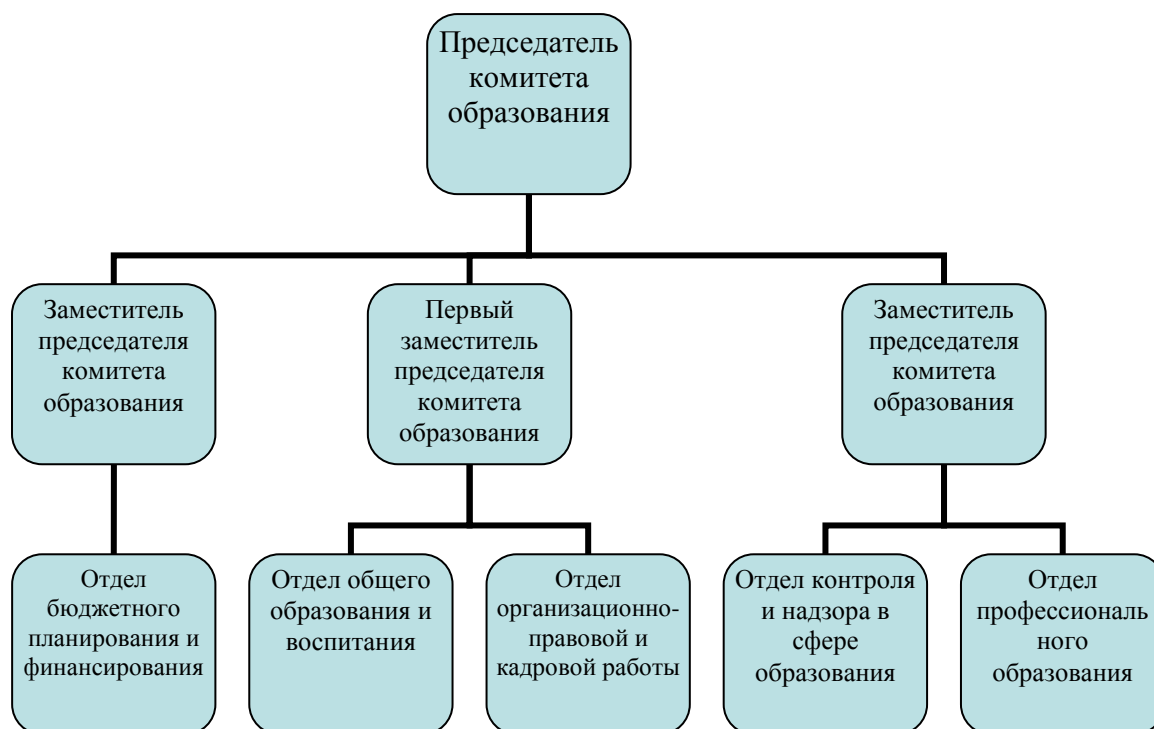 Председатель
комитета
образования
Заместитель
председателя
комитета
образования
Первый
заместитель
председателя
комитета
образования
Заместитель
председателя
комитета
образования
Отдел
бюджетного
планирования и
финансирования
Отдел общего
образования и
воспитания
Отдел
организационно-
правовой и
кадровой работы
Отдел контроля
и надзора в
сфере
образования
Отдел
профессиональ
ного
образования